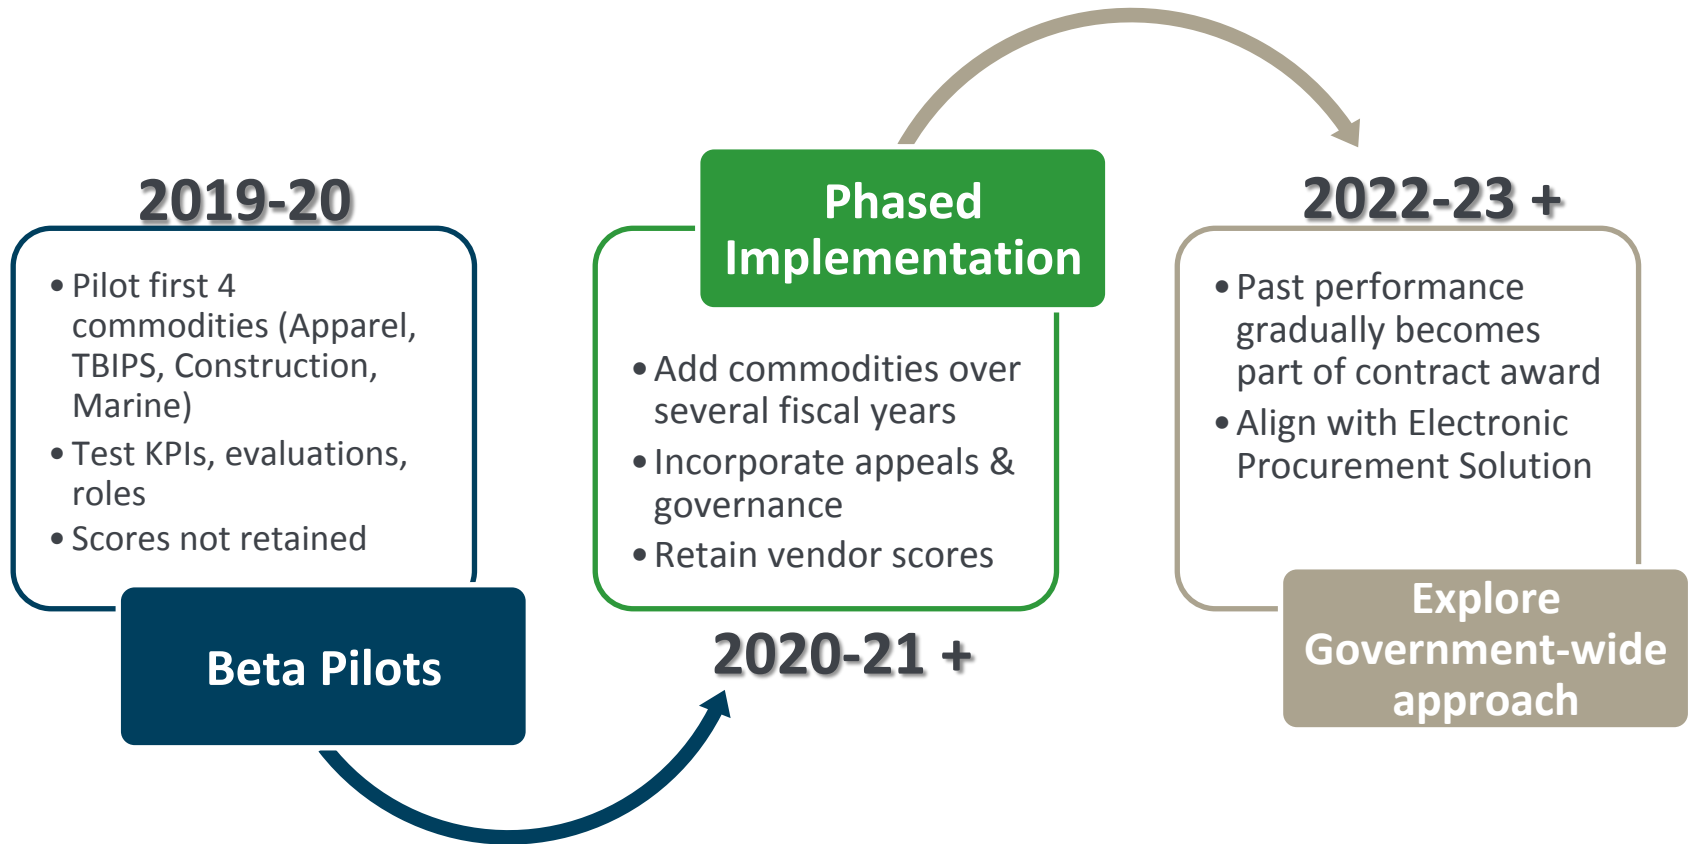 2019-20
• Pilot first 4
commodities (Apparel,
TBIPS, Construction,
Marine)
• Test KPIs, evaluations,
roles
• Scores not retained
Beta Pilots
Phased
Implementation
• Add commodities over
several fiscal years
• Incorporate appeals &
governance
• Retain vendor scores
2020-21 +
2022-23 +
• Past performance
gradually becomes
part of contract award
• Align with Electronic
Procurement Solution
Explore
Government-wide
approach